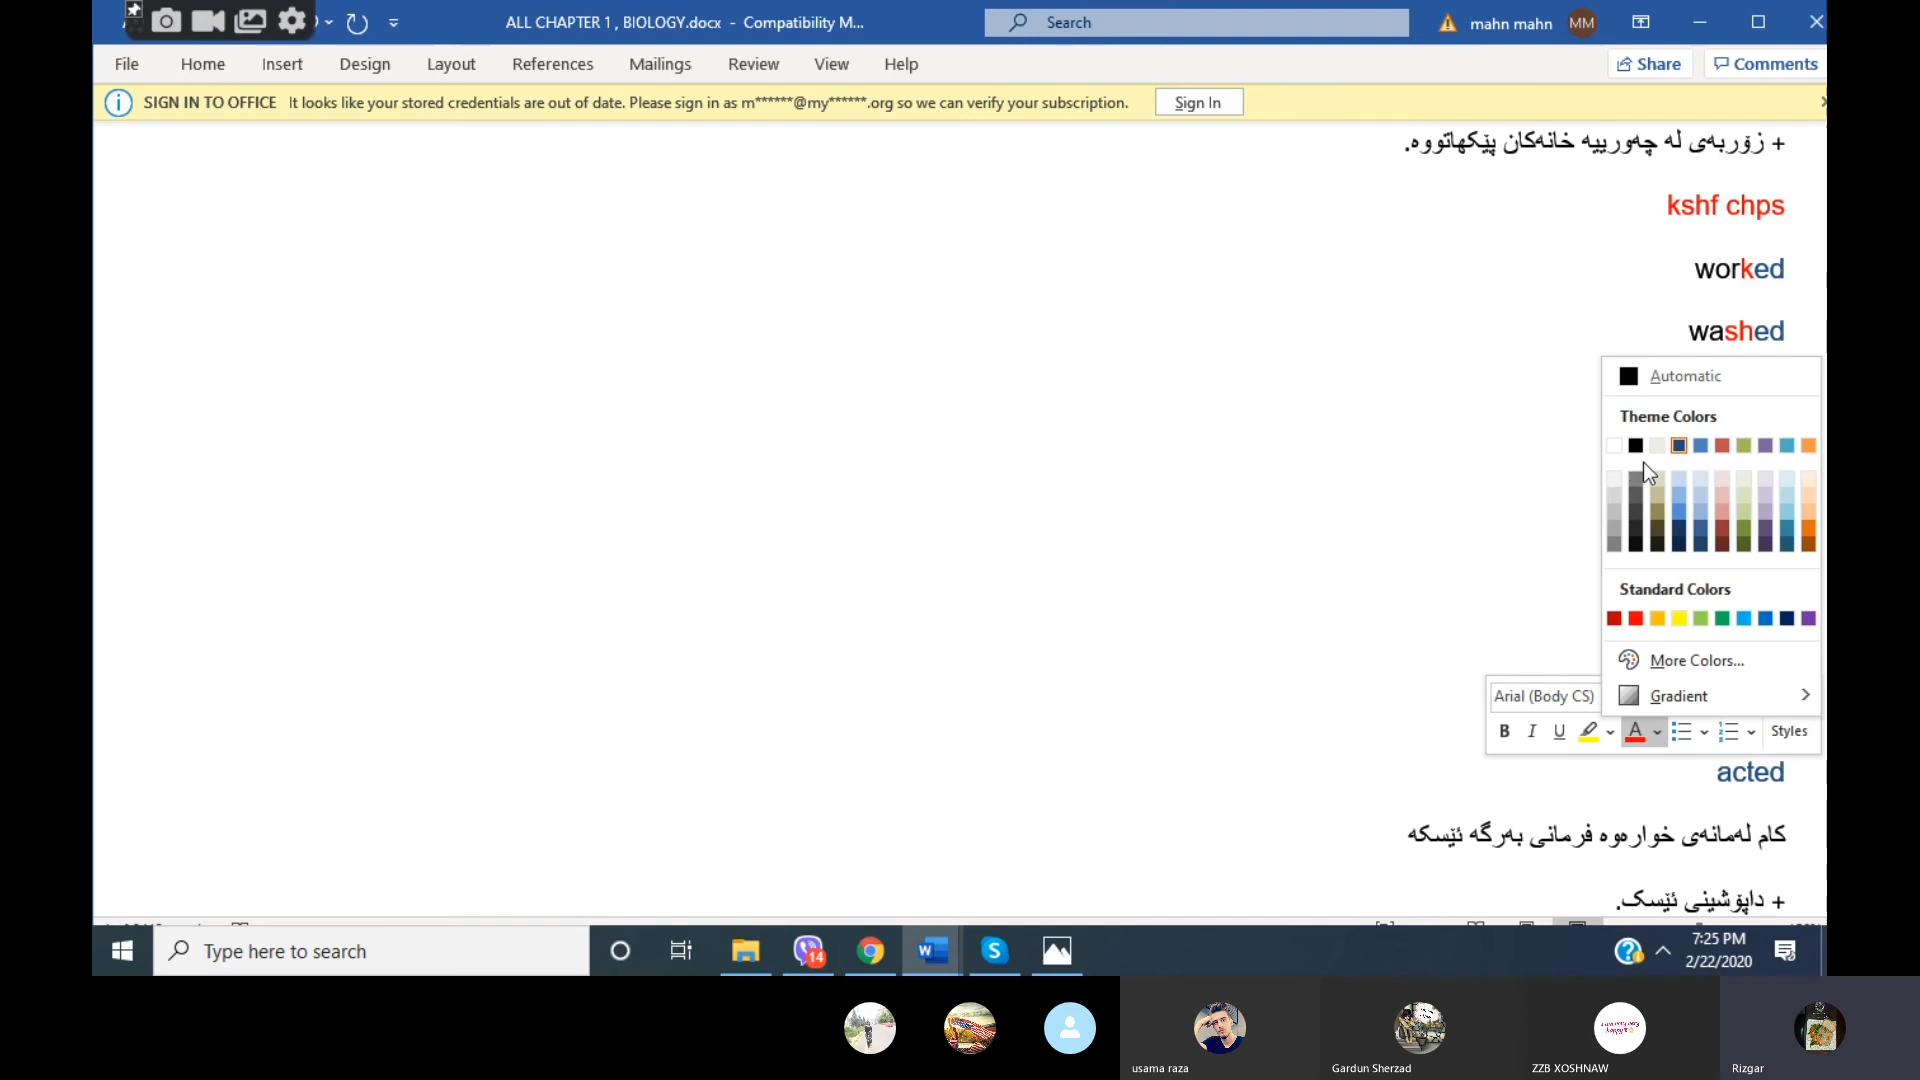 ALL CHAPTER 1 , BIOLOGY.docx - Compatibility M...
Search
mahn mahn
MM
File Home Insert Design Layout References Mailings Review View Help
Share
Comments
SIGN IN TO OFFICE It looks like your stored credentials are out of date. Please sign in as m******@my******.org so we can verify your subscription.
Sign In
+ زۆربەی لە چەورییە خانەکان پێکهاتووە.
kshf chps
worked
washed
Automatic
Theme Colors
Standard Colors
More Colors...
Gradient
Arial (Body CS)
B I U A Styles
acted
کام لەمانەی خوارەوە فرمانی بەرگە ئێسکە
+ داپۆشینی ئێسک.
Type here to search
14
7:25 PM
2/22/2020
usama raza
Gardun Sherzad
ZZB XOSHNAW
Rizgar